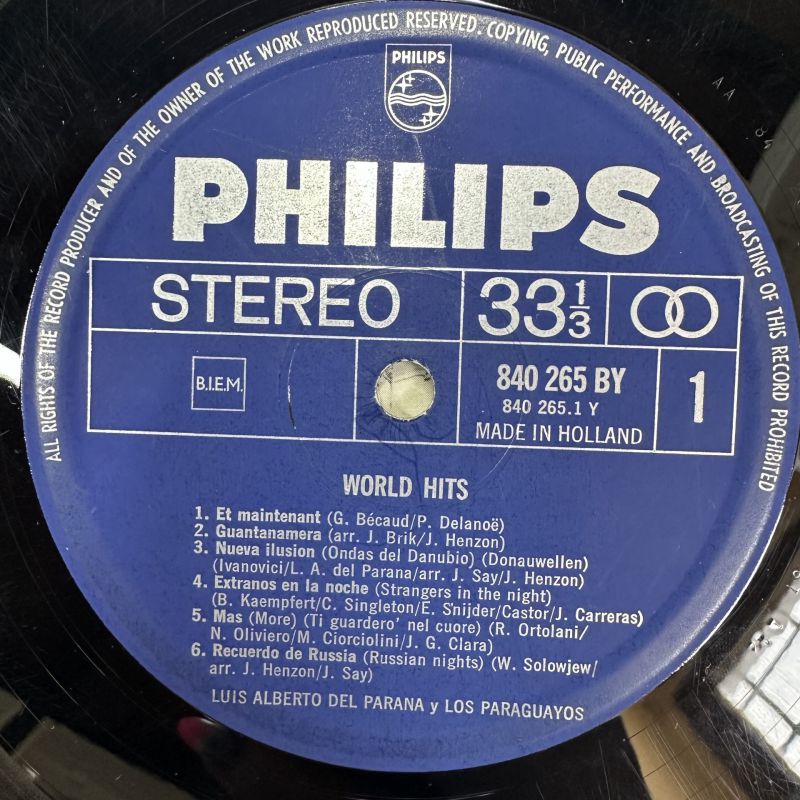 ALL RIGHTS OF THE RECORD PRODUCER AND OF THE OWNER OF THE WORK REPRODUCED RESERVED. COPYING, PUBLIC PERFORMANCE AND BROADCASTING OF THIS RECORD PROHIBITED
PHILIPS
PHILIPS
STEREO 33 1/3
B.I.E.M. 840 265 BY 1
840 265.1 Y
MADE IN HOLLAND
WORLD HITS
1. Et maintenant (G. Bécaud/P. Delanoë)
2. Guantanamera (arr. J. Brik/J. Henzon)
3. Nueva ilusion (Ondas del Danubio) (Donauwellen)
(Ivanovici/L. A. del Parana/arr. J. Say/J. Henzon)
4. Extranos en la noche (Strangers in the night)
(B. Kaempfert/C. Singleton/E. Snijder/Castor/J. Carreras)
5. Mas (More) (Ti guardero' nel cuore) (R. Ortolani/
N. Oliviero/M. Ciorciolini/J. G. Clara)
6. Recuerdo de Russia (Russian nights) (W. Solowjew/
arr. J. Henzon/J. Say)
LUIS ALBERTO DEL PARANA y LOS PARAGUAYOS
AA 84